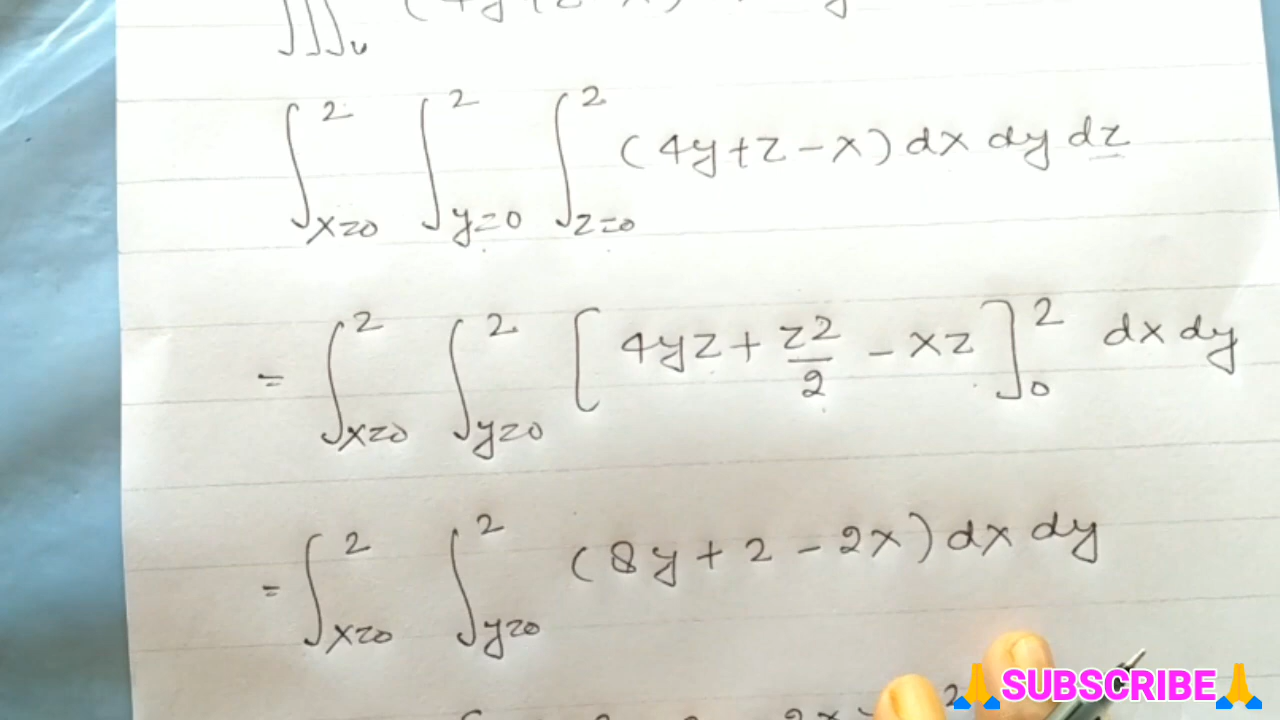 ∭_v
∫_{x=0}^{2} ∫_{y=0}^{2} ∫_{z=0}^{2} (4y+z-x) dx dy dz
= ∫_{x=0}^{2} ∫_{y=0}^{2} [4yz + z2/2 - xz]_0^2 dx dy
= ∫_{x=0}^{2} ∫_{y=0}^{2} (8y+2-2x) dx dy
🙏SUBSCRIBE🙏